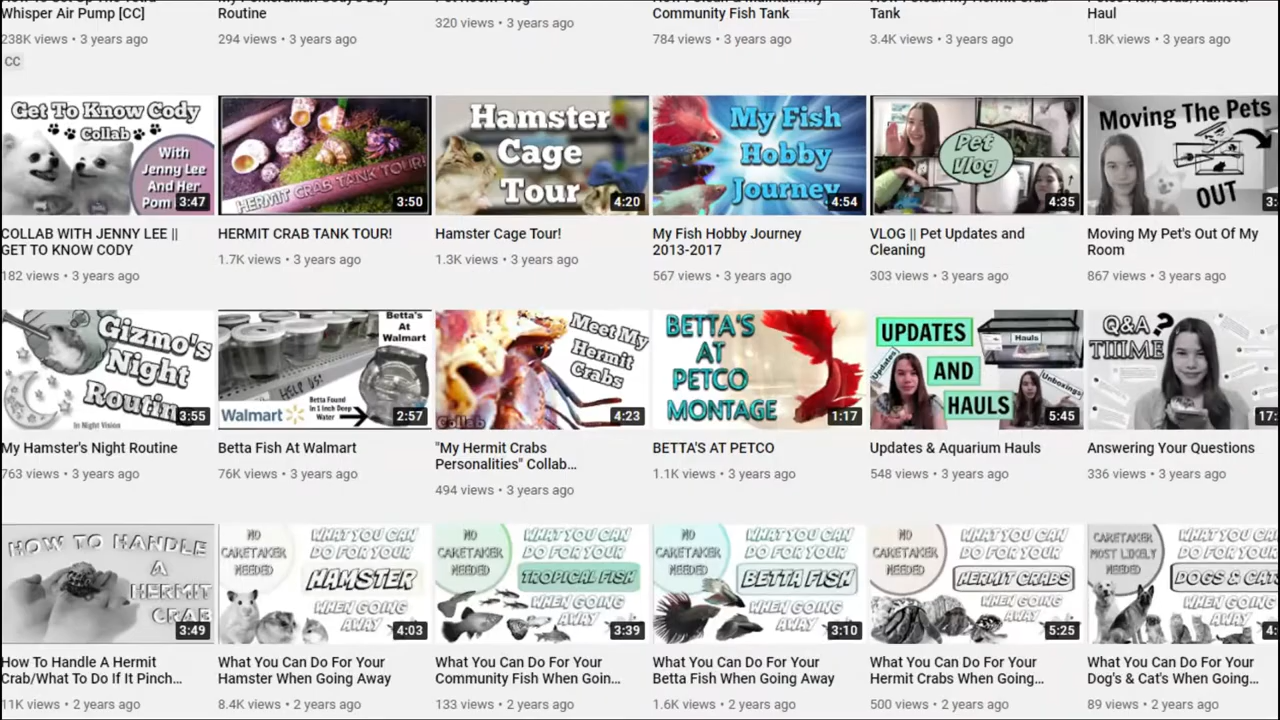 Whisper Air Pump [CC]
238K views • 3 years ago
CC
Routine
294 views • 3 years ago
320 views • 3 years ago
Community Fish Tank
784 views • 3 years ago
Tank
3.4K views • 3 years ago
Haul
1.8K views • 3 years ago
Get To Know Cody
Collab
With
Jenny Lee
And Her
Pom
3:47
HERMIT CRAB TANK TOUR!
3:50
Hamster
Cage
Tour
4:20
My Fish
Hobby
Journey
4:54
Pet
Vlog
4:35
Moving The Pets
OUT
3:
COLLAB WITH JENNY LEE ||
GET TO KNOW CODY
182 views • 3 years ago
HERMIT CRAB TANK TOUR!
1.7K views • 3 years ago
Hamster Cage Tour!
1.3K views • 3 years ago
My Fish Hobby Journey
2013-2017
567 views • 3 years ago
VLOG || Pet Updates and
Cleaning
303 views • 3 years ago
Moving My Pet's Out Of My
Room
867 views • 3 years ago
Gizmo's
Night
Routin
In Night Vision
3:55
Betta's
At
Walmart
HELP US!
Walmart
Betta Found
In 1 Inch Deep
Water
2:57
Meet My
Hermit
Crabs
Collab
4:23
BETTA'S
AT
PETCO
MONTAGE
1:17
UPDATES
AND
HAULS
Updates
Hauls
Unboxings
5:45
Q&A ?
TIIIME
17:
My Hamster's Night Routine
763 views • 3 years ago
Betta Fish At Walmart
76K views • 3 years ago
"My Hermit Crabs
Personalities" Collab...
494 views • 3 years ago
BETTA'S AT PETCO
1.1K views • 3 years ago
Updates & Aquarium Hauls
548 views • 3 years ago
Answering Your Questions
336 views • 3 years ago
HOW TO HANDLE
A
HERMIT
CRAB
3:49
NO
CARETAKER
NEEDED
WHAT YOU CAN
DO FOR YOUR
HAMSTER
WHEN GOING
AWAY
4:03
NO
CARETAKER
NEEDED
WHAT YOU CAN
DO FOR YOUR
TROPICAL FISH
WHEN GOING
AWAY
3:39
NO
CARETAKER
NEEDED
WHAT YOU CAN
DO FOR YOUR
BETTA FISH
WHEN GOING
AWAY
3:10
NO
CARETAKER
NEEDED
WHAT YOU CAN
DO FOR YOUR
HERMIT CRABS
WHEN GOING
AWAY
5:25
CARETAKER
MOST LIKELY
NEEDED
WHAT YOU CA
DO FOR YOUR
DOGS & CAT
WHEN GOING
AWAY
4:
How To Handle A Hermit
Crab/What To Do If It Pinch...
11K views • 2 years ago
What You Can Do For Your
Hamster When Going Away
8.4K views • 2 years ago
What You Can Do For Your
Community Fish When Goin...
133 views • 2 years ago
What You Can Do For Your
Betta Fish When Going Away
1.6K views • 2 years ago
What You Can Do For Your
Hermit Crabs When Going...
500 views • 2 years ago
What You Can Do For Your
Dog's & Cat's When Going...
89 views • 2 years ago